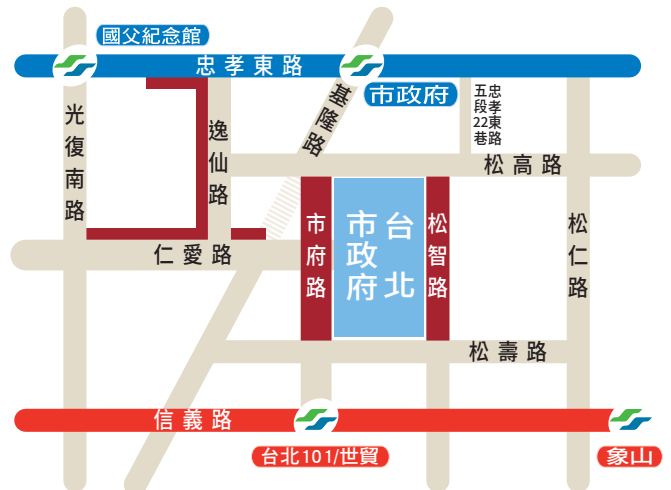 國父紀念館
忠孝東路
市政府
基隆路
忠孝東路
五段22巷
光復南路
逸仙路
松高路
市府路
台北
市政府
松智路
松仁路
仁愛路
松壽路
信義路
台北101/世貿
象山